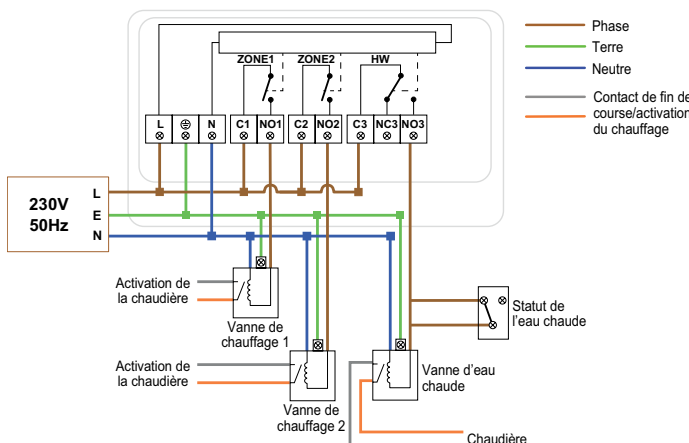 ZONE1 ZONE2 HW
L N C1 NO1 C2 NO2 C3 NC3 NO3
Phase
Terre
Neutre
Contact de fin de
course/activation
du chauffage
230V
50Hz
L
E
N
Activation de
la chaudière
Vanne de
chauffage 1
Statut de
l'eau chaude
Activation de
la chaudière
Vanne de
chauffage 2
Vanne d'eau
chaude
Chaudière